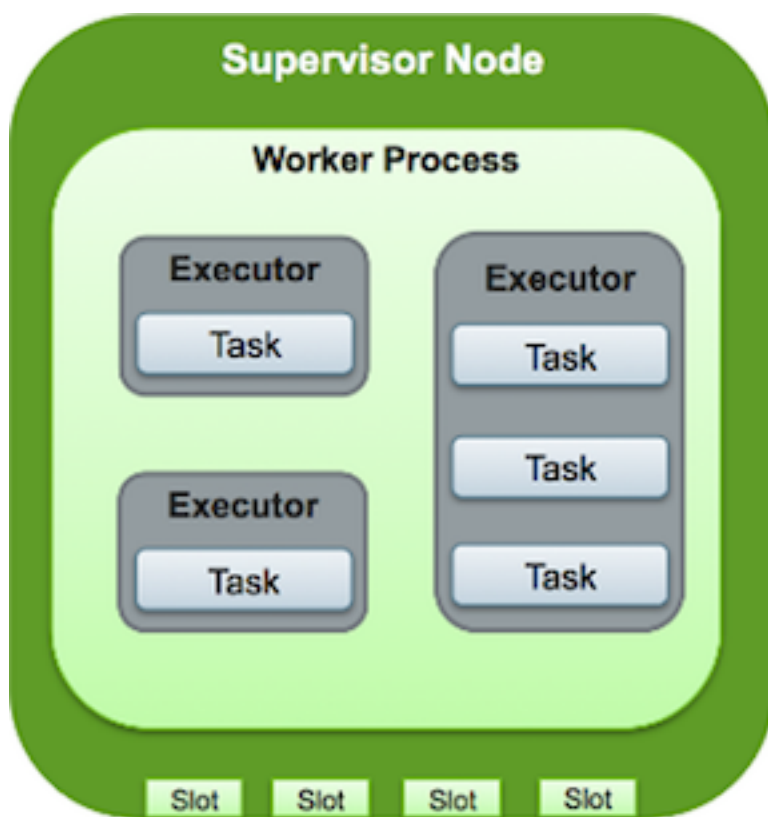 Supervisor Node
Worker Process
Executor
Task
Executor
Task
Executor
Task
Task
Task
Slot
Slot
Slot
Slot